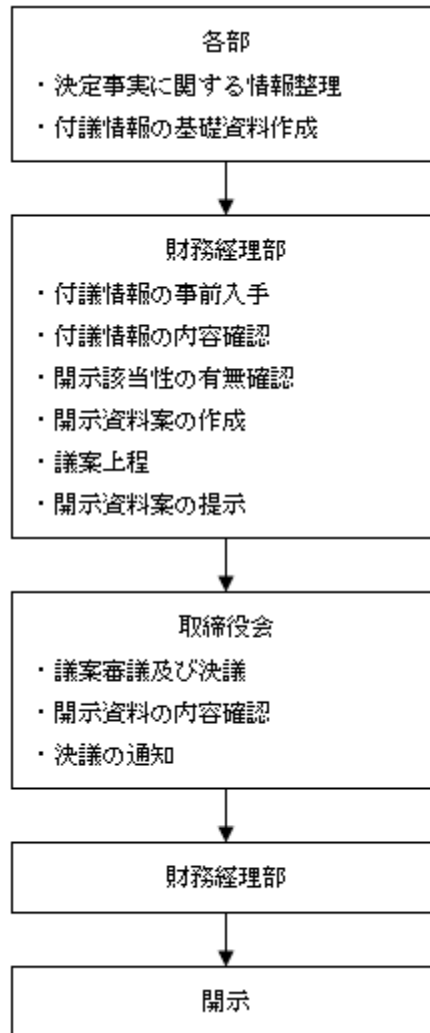 各部
・決定事実に関する情報整理
・付議情報の基礎資料作成
財務経理部
・付議情報の事前入手
・付議情報の内容確認
・開示該当性の有無確認
・開示資料案の作成
・議案上程
・開示資料案の提示
取締役会
・議案審議及び決議
・開示資料の内容確認
・決議の通知
財務経理部
開示